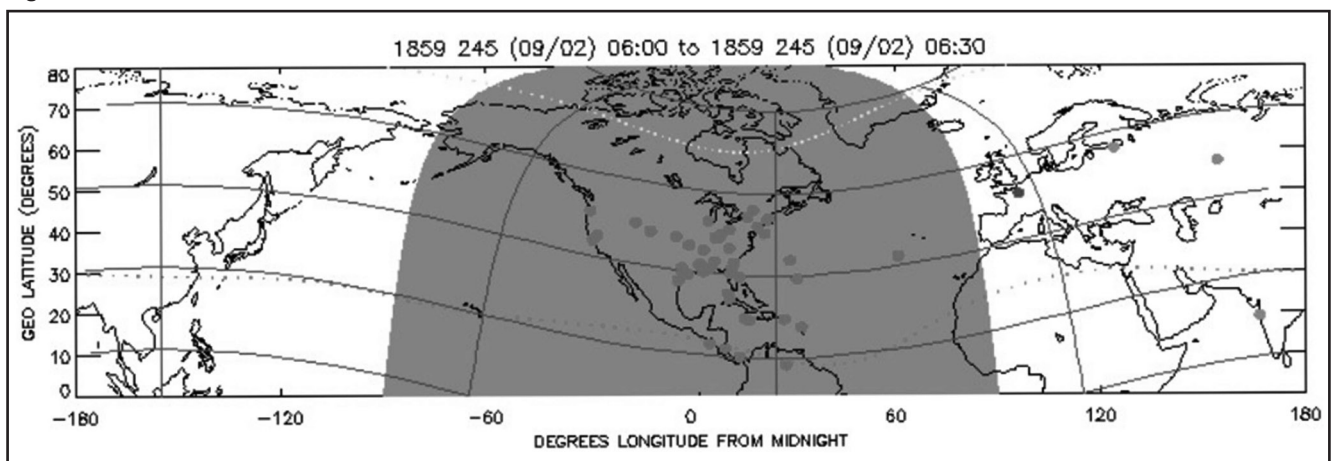 1859 245 (09/02) 06:00 to 1859 245 (09/02) 06:30
80
70
60
50
40
30
20
10
0
GEO LATITUDE (DEGREES)
-180 -120 -60 0 60 120 180
DEGREES LONGITUDE FROM MIDNIGHT